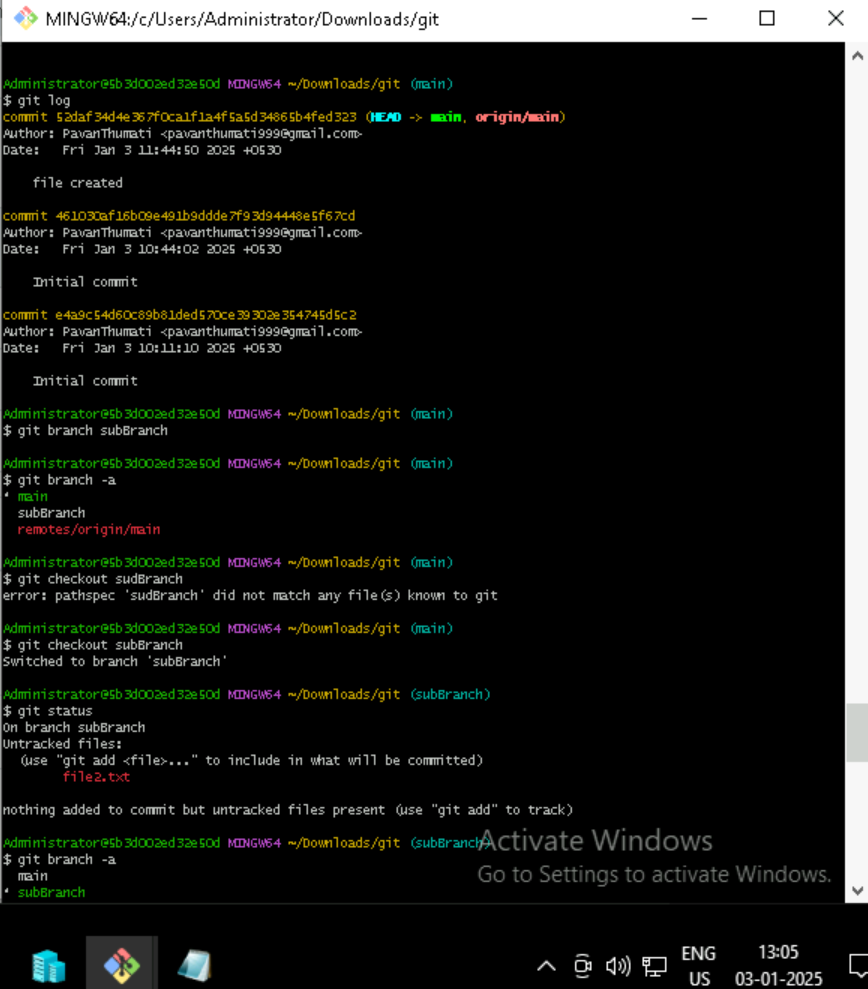 MINGW64:/c/Users/Administrator/Downloads/git
Administrator@5b3d002ed32e50d MINGW64 ~/Downloads/git (main)
$ git log
commit 52daf34d4e367f0ca1f1a4f5a5d34865b4fed323 (HEAD -> main, origin/main)
Author: PavanThumati <pavanthumati999@gmail.com>
Date:   Fri Jan 3 11:44:50 2025 +0530
    file created
commit 461030af16b09e491b9ddde7f93d94448e5f67cd
Author: PavanThumati <pavanthumati999@gmail.com>
Date:   Fri Jan 3 10:44:02 2025 +0530
    Initial commit
commit e4a9c54d60c89b81ded570ce39302e354745d5c2
Author: PavanThumati <pavanthumati999@gmail.com>
Date:   Fri Jan 3 10:11:10 2025 +0530
    Initial commit
Administrator@5b3d002ed32e50d MINGW64 ~/Downloads/git (main)
$ git branch subBranch
Administrator@5b3d002ed32e50d MINGW64 ~/Downloads/git (main)
$ git branch -a
* main
  subBranch
  remotes/origin/main
Administrator@5b3d002ed32e50d MINGW64 ~/Downloads/git (main)
$ git checkout sudBranch
error: pathspec 'sudBranch' did not match any file(s) known to git
Administrator@5b3d002ed32e50d MINGW64 ~/Downloads/git (main)
$ git checkout subBranch
Switched to branch 'subBranch'
Administrator@5b3d002ed32e50d MINGW64 ~/Downloads/git (subBranch)
$ git status
On branch subBranch
Untracked files:
  (use "git add <file>..." to include in what will be committed)
        file2.txt
nothing added to commit but untracked files present (use "git add" to track)
Administrator@5b3d002ed32e50d MINGW64 ~/Downloads/git (subBranch)
$ git branch -a
  main
* subBranch
Activate Windows
Go to Settings to activate Windows.
ENG
US
13:05
03-01-2025